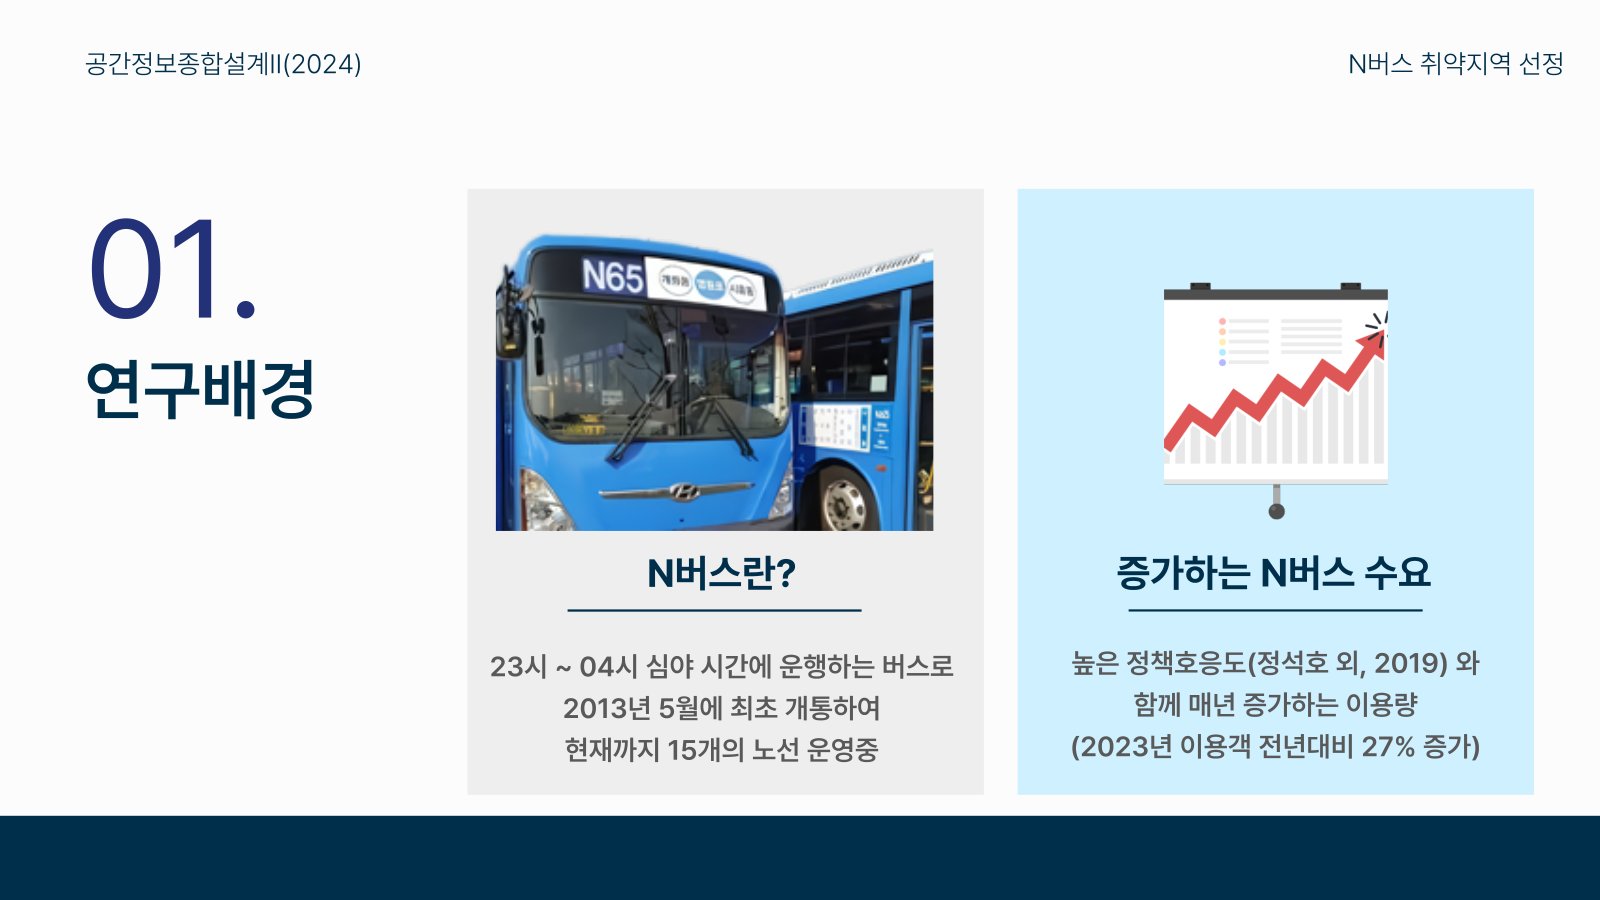 공간정보종합설계II(2024)
N버스 취약지역 선정
01.
연구배경
N65
N버스란?
23시 ~ 04시 심야 시간에 운행하는 버스로
2013년 5월에 최초 개통하여
현재까지 15개의 노선 운영중
증가하는 N버스 수요
높은 정책호응도(정석호 외, 2019) 와
함께 매년 증가하는 이용량
(2023년 이용객 전년대비 27% 증가)